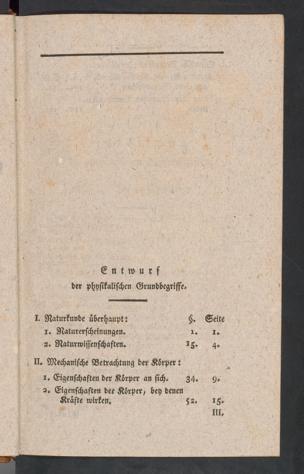 Entwurf
der physikalischen Grundbegriffe.
I. Naturkunde überhaupt: §. Seite
1. Naturerscheinungen. 1. 1.
2. Naturwissenschaften. 15. 4.
II. Mechanische Betrachtung der Körper:
1. Eigenschaften der Körper an sich. 34. 9.
2. Eigenschaften der Körper, bey denen
Kräfte wirken. 52. 15.
III.